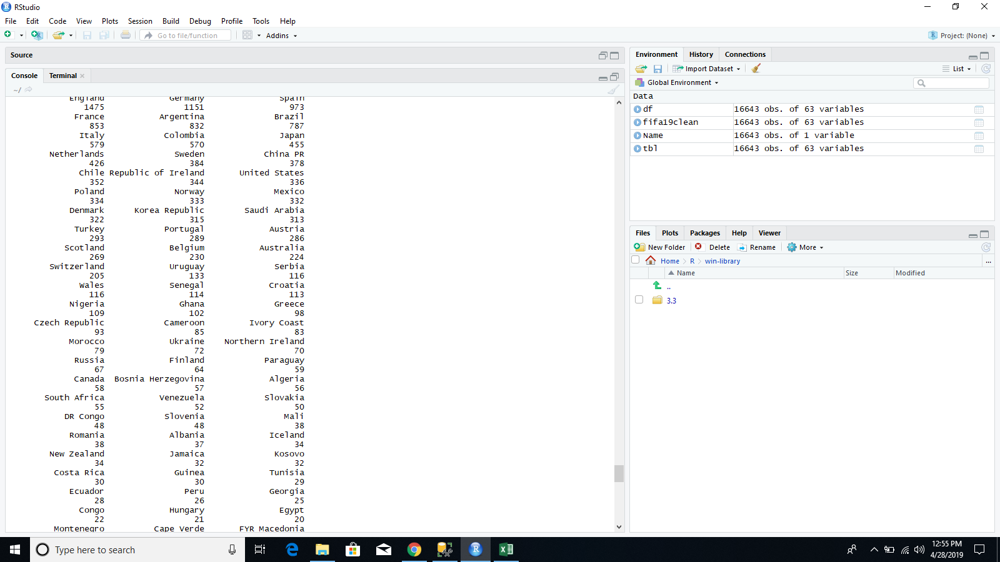 RStudio
File Edit Code View Plots Session Build Debug Profile Tools Help
Go to file/function Addins Project: (None)
Source
Console Terminal
~/
England Germany Spain
1475 1151 973
France Argentina Brazil
853 832 787
Italy Colombia Japan
579 570 455
Netherlands Sweden China PR
426 384 378
Chile Republic of Ireland United States
352 344 336
Poland Norway Mexico
334 333 332
Denmark Korea Republic Saudi Arabia
322 315 313
Turkey Portugal Austria
293 289 286
Scotland Belgium Australia
269 230 224
Switzerland Uruguay Serbia
205 133 116
Wales Senegal Croatia
116 114 113
Nigeria Ghana Greece
109 102 98
Czech Republic Cameroon Ivory Coast
93 85 83
Morocco Ukraine Northern Ireland
79 72 70
Russia Finland Paraguay
67 64 59
Canada Bosnia Herzegovina Algeria
58 57 56
South Africa Venezuela Slovakia
55 52 50
DR Congo Slovenia Mali
48 48 38
Romania Albania Iceland
38 37 34
New Zealand Jamaica Kosovo
34 32 32
Costa Rica Guinea Tunisia
30 30 29
Ecuador Peru Georgia
28 26 25
Congo Hungary Egypt
22 21 20
Montenegro Cape Verde FYR Macedonia
Environment History Connections
Import Dataset List
Global Environment
Data
df 16643 obs. of 63 variables
fifa19clean 16643 obs. of 63 variables
Name 16643 obs. of 1 variable
tbl 16643 obs. of 63 variables
Files Plots Packages Help Viewer
New Folder Delete Rename More
Home R win-library ...
Name Size Modified
..
3.3
Type here to search
12:55 PM
4/28/2019